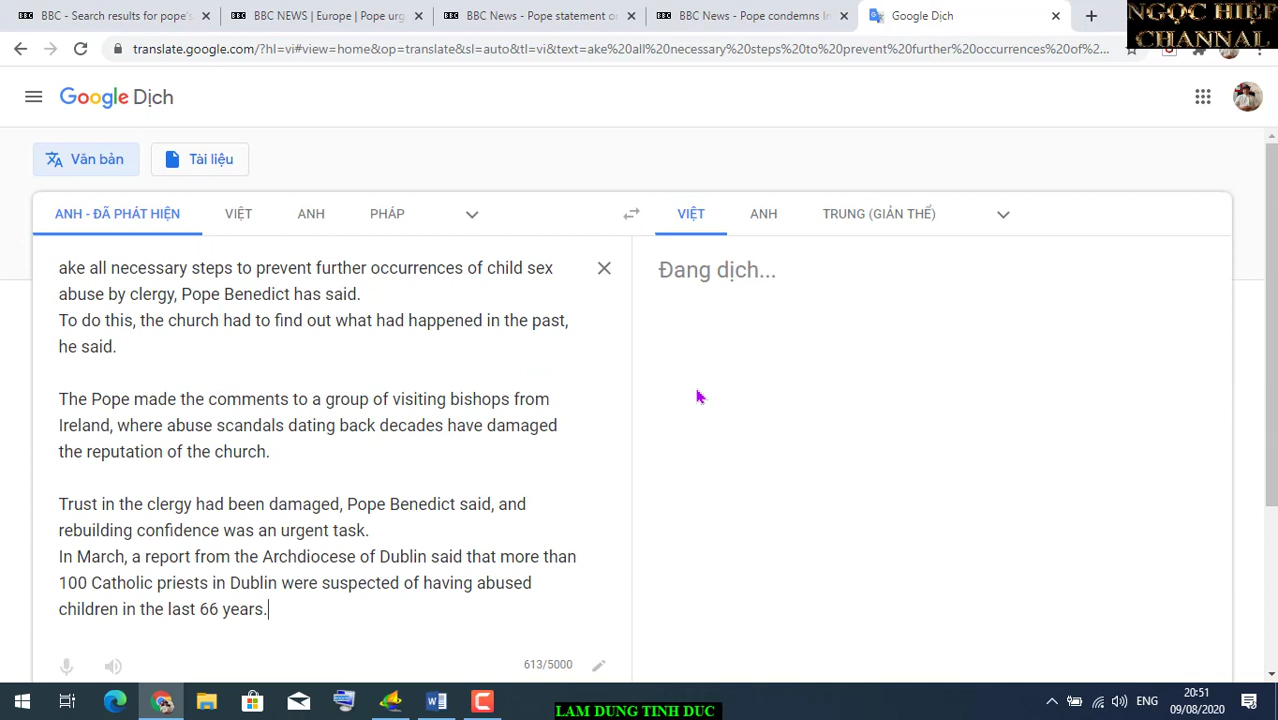 BBC - Search results for pope's
BBC NEWS | Europe | Pope urg
BBC News - Pope statement or
BBC News - Pope condemns Ir
Google Dịch
NGỌC HIỆP
CHANNAL
translate.google.com/?hl=vi#view=home&op=translate&sl=auto&tl=vi&text=ake%20all%20necessary%20steps%20to%20prevent%20further%20occurrences%20of%2...
Google Dịch
Văn bản
Tài liệu
ANH - ĐÃ PHÁT HIỆN VIỆT ANH PHÁP
VIỆT ANH TRUNG (GIẢN THỂ)
ake all necessary steps to prevent further occurrences of child sex
abuse by clergy, Pope Benedict has said.
To do this, the church had to find out what had happened in the past,
he said.
The Pope made the comments to a group of visiting bishops from
Ireland, where abuse scandals dating back decades have damaged
the reputation of the church.
Trust in the clergy had been damaged, Pope Benedict said, and
rebuilding confidence was an urgent task.
In March, a report from the Archdiocese of Dublin said that more than
100 Catholic priests in Dublin were suspected of having abused
children in the last 66 years.
Đang dịch...
613/5000
ENG
20:51
09/08/2020
LAM DUNG TINH DUC